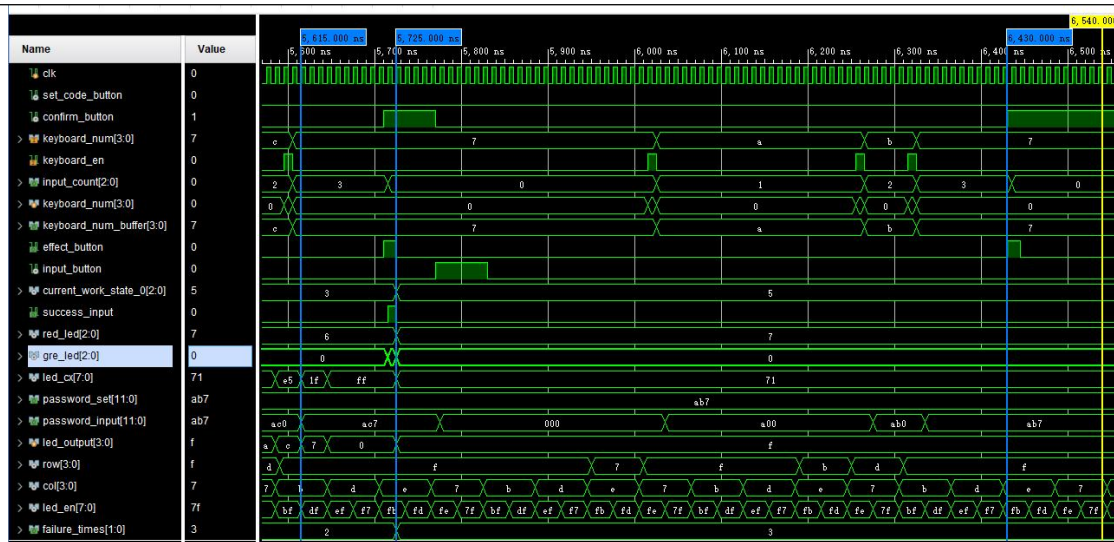 6,540.000
5,615.000 ns 5,725.000 ns 6,430.000 ns
Name Value 5,800 ns 5,900 ns 6,000 ns 6,100 ns 6,200 ns 6,300 ns 6,500 ns
clk 0
set_code_button 0
confirm_button 1
keyboard_num[3:0] 7 c 7 a b 7
keyboard_en 0
input_count[2:0] 0 2 3 0 1 2 3 0
keyboard_num[3:0] 0 0 0 0 0 0
keyboard_num_buffer[3:0] 7 c 7 a b 7
effect_button 0
input_button 0
current_work_state_0[2:0] 5 3 5
success_input 0
red_led[2:0] 7 6 7
gre_led[2:0] 0 0 0
led_cx[7:0] 71 e5 1f ff 71
password_set[11:0] ab7 ab7
password_input[11:0] ab7 ac0 ac7 000 a00 ab0 ab7
led_output[3:0] f a c 7 0 f
row[3:0] f d f 7 f b d f
col[3:0] 7 7 b d e 7 b d e 7 b d e 7 b d e 7
led_en[7:0] 7f bf df ef f7 fb fd fe 7f bf df ef f7 fb fd fe 7f bf df ef f7 fb fd fe 7f bf df ef f7 fb fd fe 7f
failure_times[1:0] 3 2 3